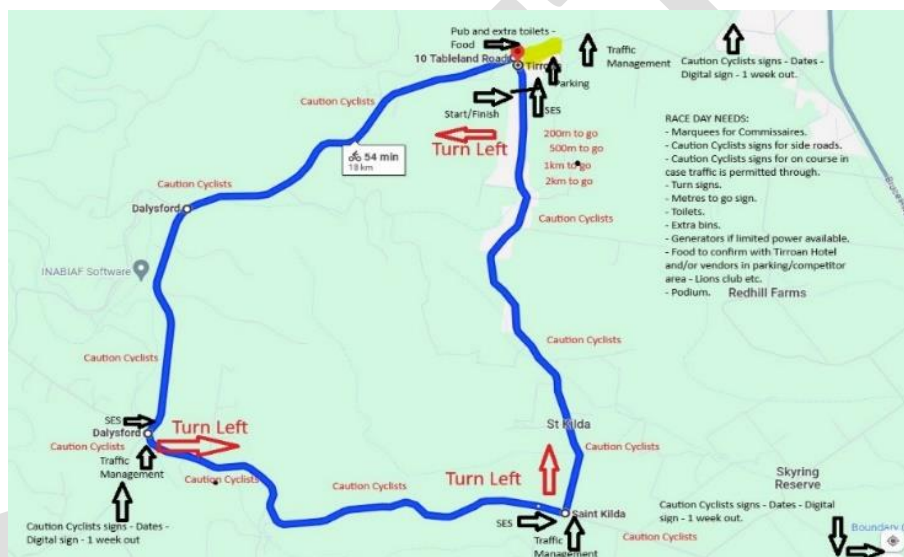 Pub and extra toilets -
Food
10 Tableland Road
Tirroan
Parking
Traffic
Management
Caution Cyclists signs - Dates -
Digital sign - 1 week out.
Caution Cyclists
Start/Finish
SES
Turn Left
200m to go
500m to go
1km to go
2km to go
54 min
18 km
RACE DAY NEEDS:
- Marquees for Commissaires.
- Caution Cyclists signs for side roads.
- Caution Cyclists signs for on course in
case traffic is permitted through.
- Turn signs.
- Metres to go sign.
- Toilets.
- Extra bins.
- Generators if limited power available.
- Food to confirm with Tirroan Hotel
and/or vendors in parking/competitor
area - Lions club etc.
- Podium.
Redhill Farms
Caution Cyclists
Dalysford
Caution Cyclists
INABIAF Software
Caution Cyclists
SES
Turn Left
Dalysford
Caution Cyclists
Traffic
Management
Caution Cyclists
Caution Cyclists signs - Dates -
Digital sign - 1 week out
Caution Cyclists
Turn Left
St Kilda
Caution Cyclists
Skyring
Reserve
Saint Kilda
SES
Traffic
Management
Caution Cyclists signs - Dates - Digital
sign - 1 week out.
Caution Cyclists